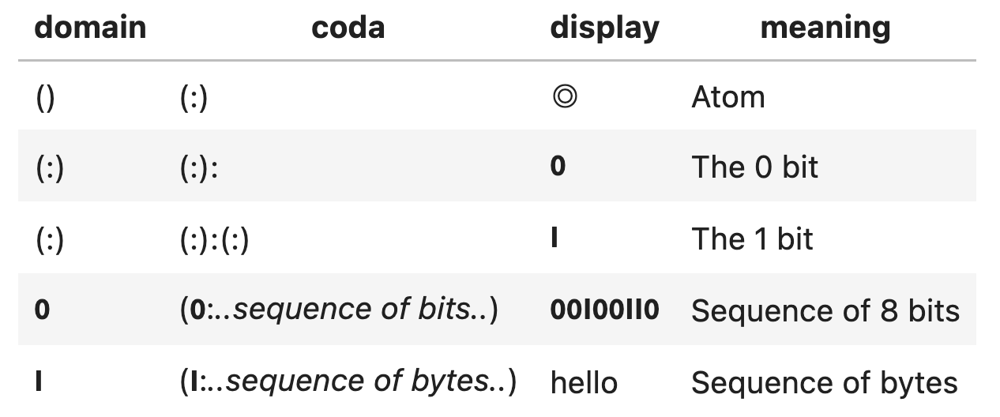 domain coda display meaning
() (:) ◎ Atom
(:) (:): 0 The 0 bit
(:) (:):(:) I The 1 bit
0 (0:..sequence of bits..) 00I00II0 Sequence of 8 bits
I (I:..sequence of bytes..) hello Sequence of bytes